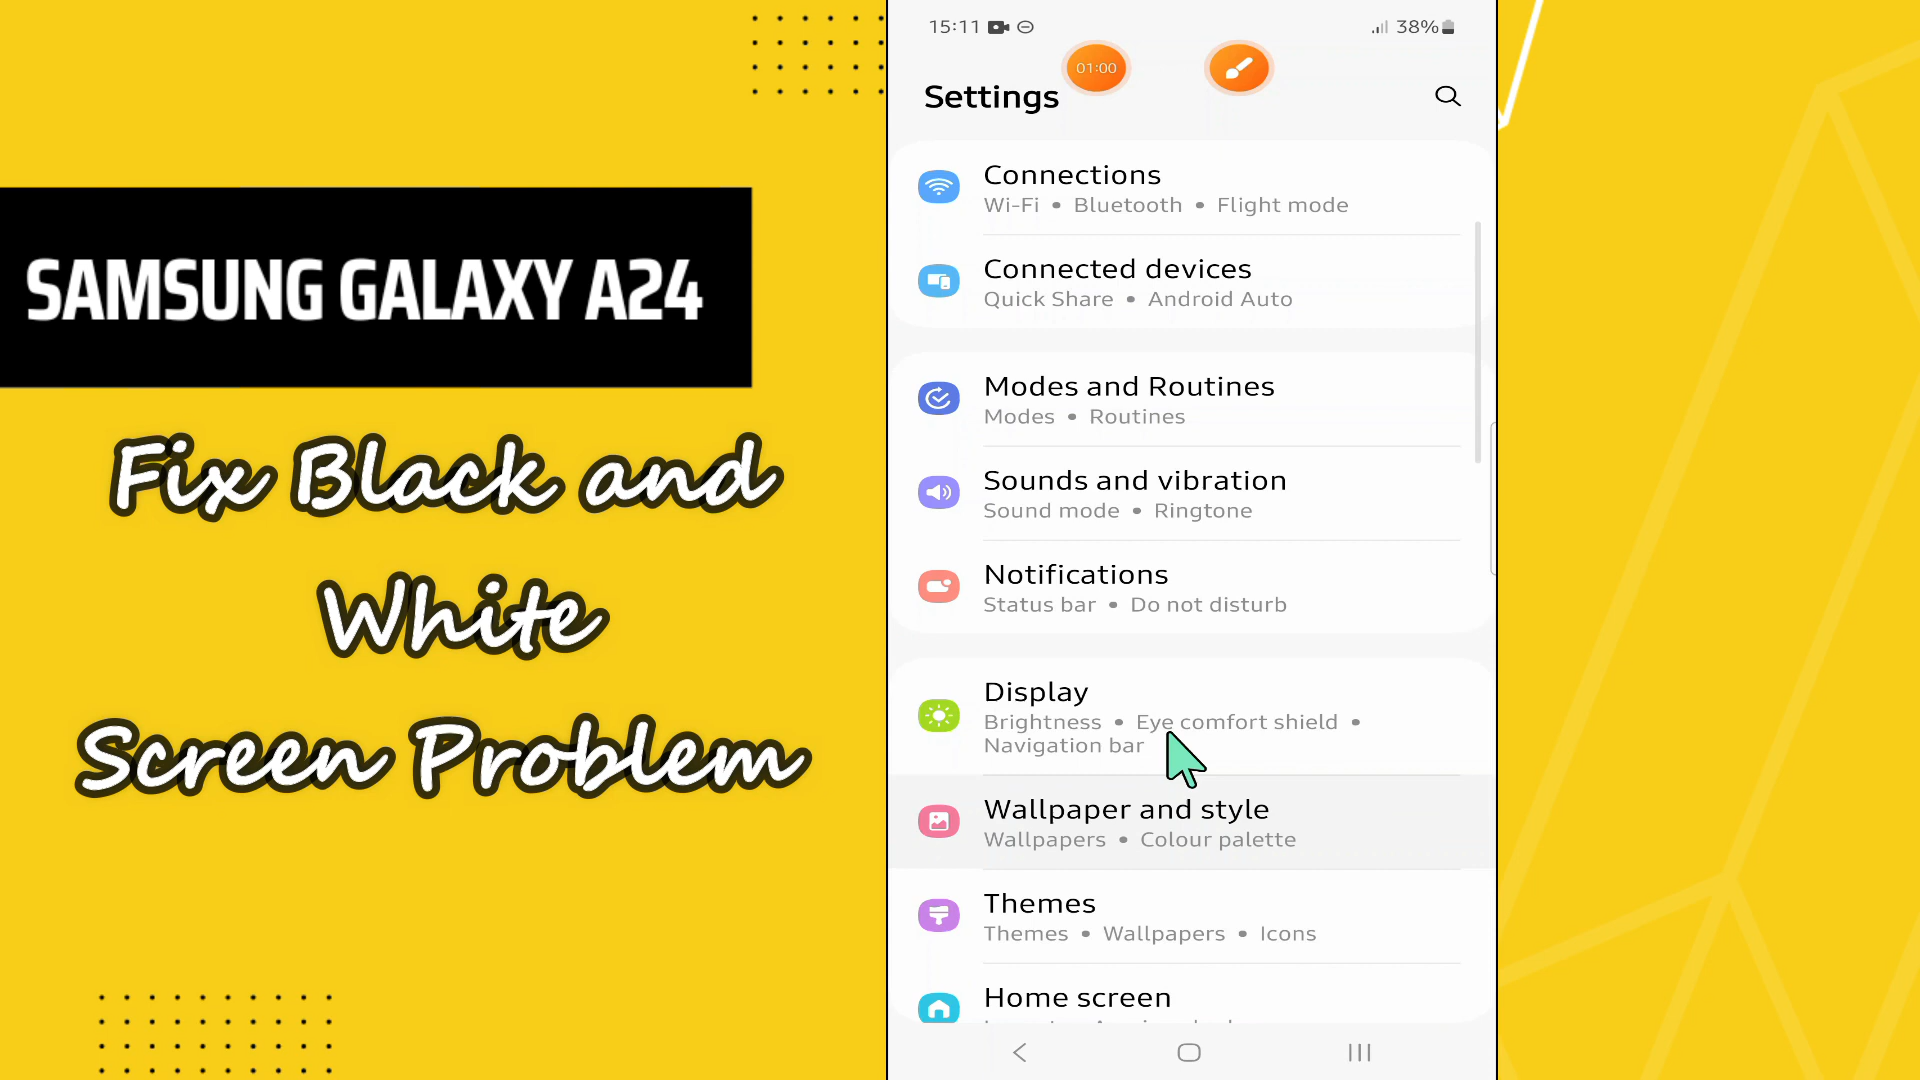 SAMSUNG GALAXY A24
Fix Black and
White
Screen Problem
15:11
38%
01:00
Settings
Connections
Wi-Fi • Bluetooth • Flight mode
Connected devices
Quick Share • Android Auto
Modes and Routines
Modes • Routines
Sounds and vibration
Sound mode • Ringtone
Notifications
Status bar • Do not disturb
Display
Brightness • Eye comfort shield •
Navigation bar
Wallpaper and style
Wallpapers • Colour palette
Themes
Themes • Wallpapers • Icons
Home screen